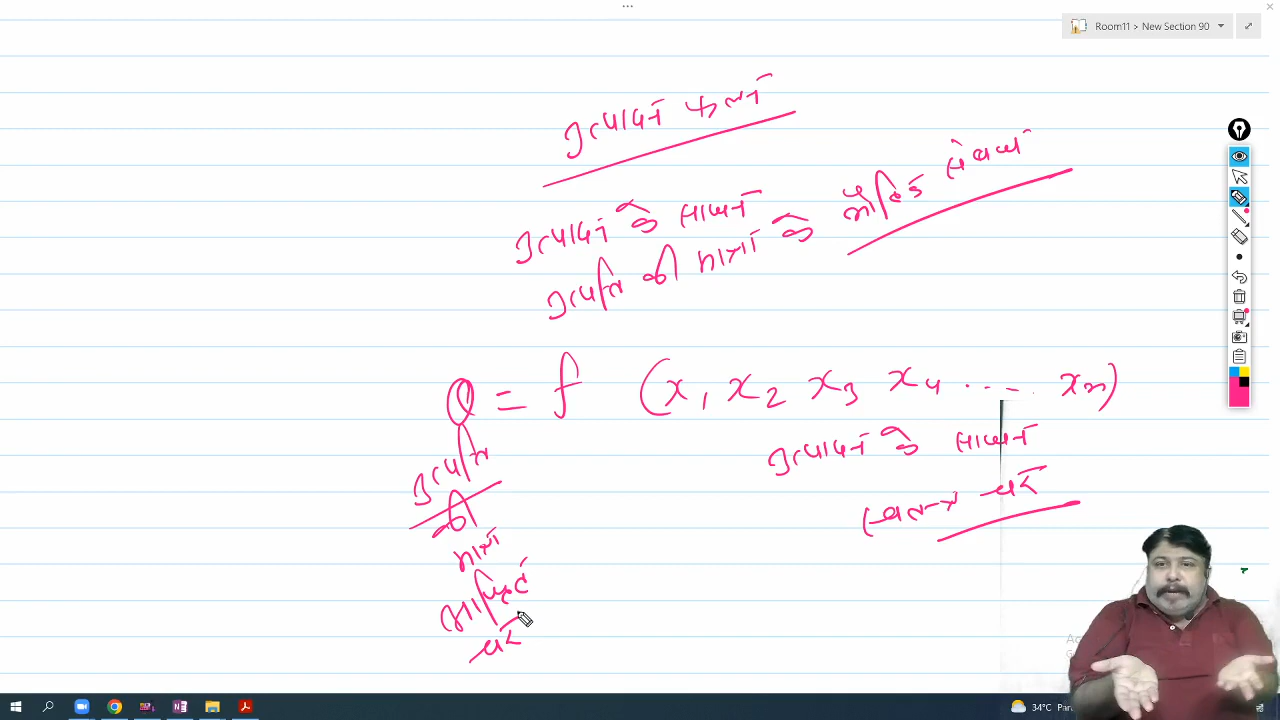 Room11 > New Section 90
उत्पादन फलन
उत्पादन के साधन
उत्पत्ति की मात्रा के भौतिक संबंध
Q = f (x₁ x₂ x₃ x₄ .... xₙ)
उत्पादन के साधन
स्वतन्त्र चर
उत्पत्ति
की
मात्रा
आश्रित
चर
34°C